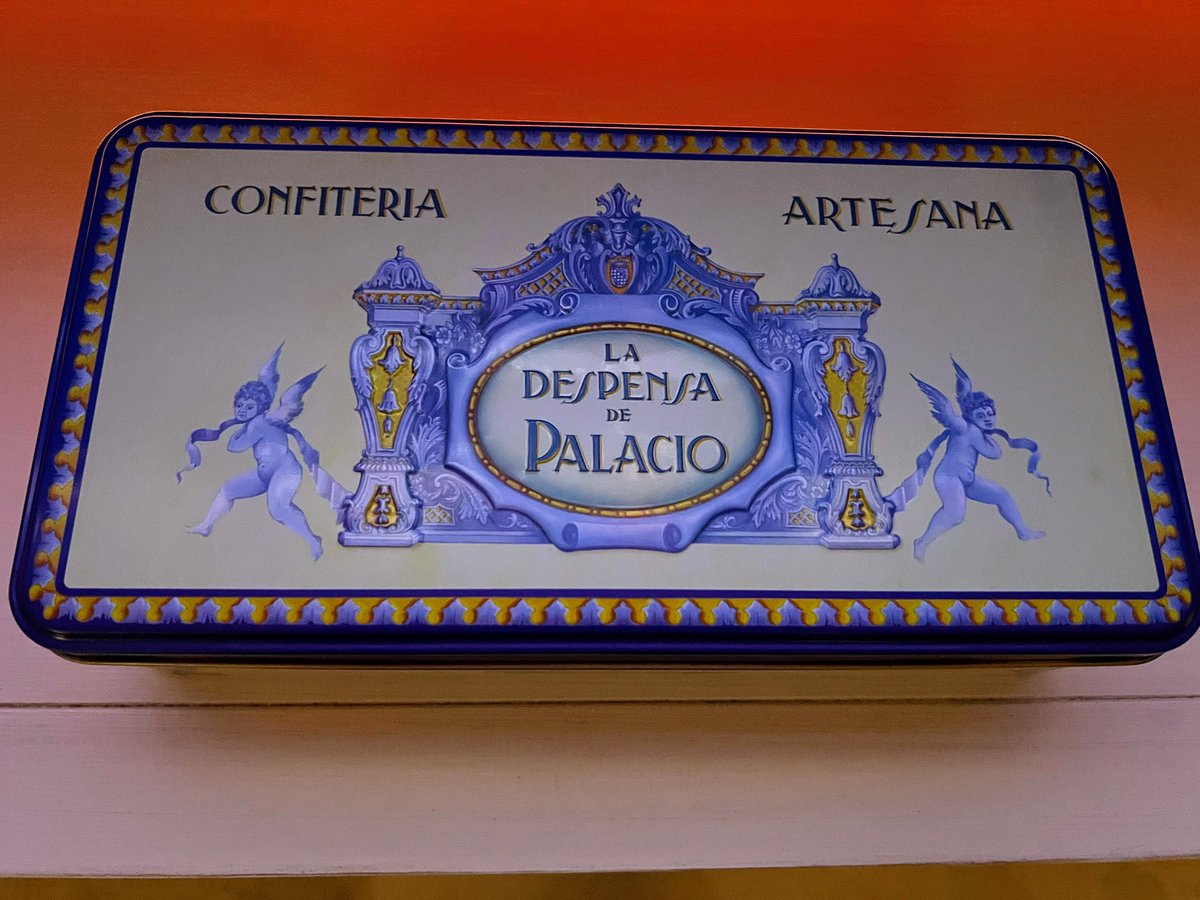 CONFITERIA ARTESANA
LA
DESPENSA
DE
PALACIO